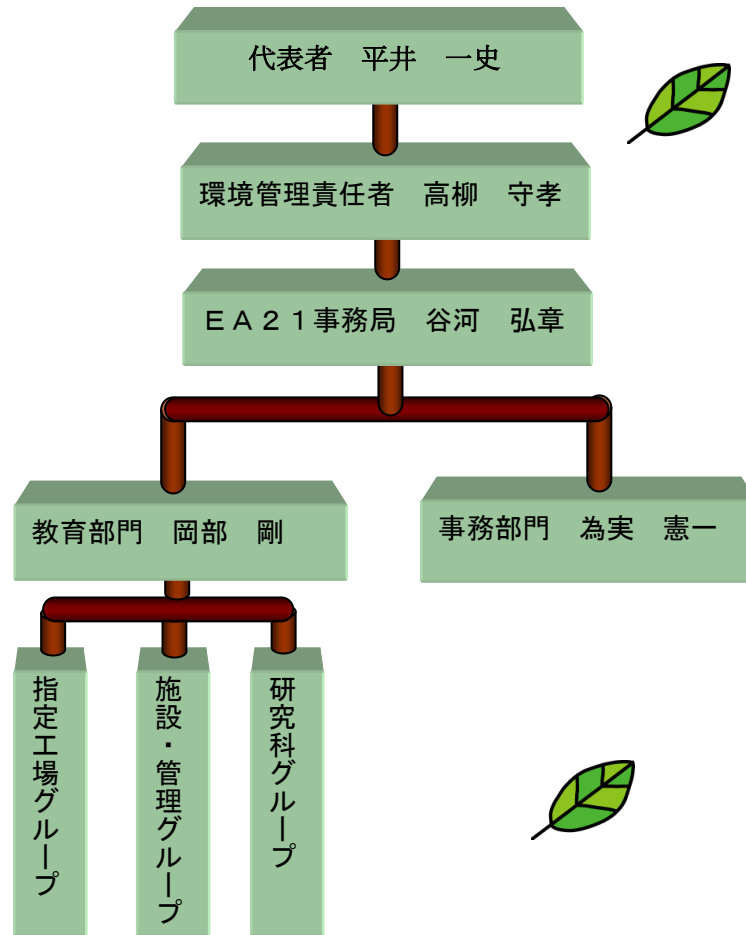 代表者　平井　一史
環境管理責任者　高柳　守孝
ＥＡ２１事務局　谷河　弘章
教育部門　岡部　剛
事務部門　為実　憲一
指定工場グループ
施設・管理グループ
研究科グループ